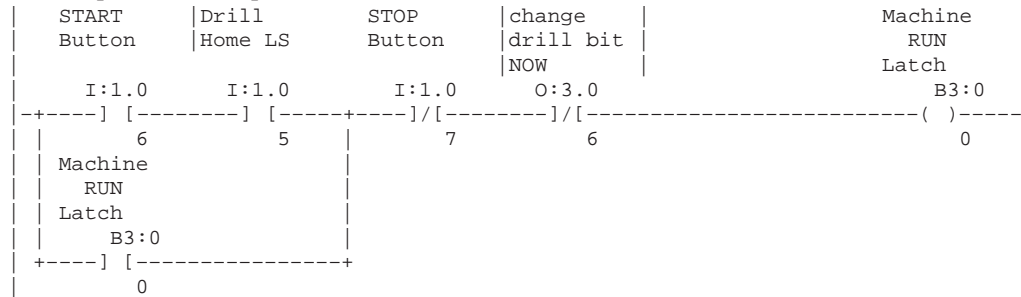 |   START      |Drill       STOP       |change    |                   Machine
|   Button     |Home LS     Button     |drill bit |                     RUN
|                                      |NOW       |                   Latch
|     I:1.0        I:1.0       I:1.0      O:3.0                           B3:0
|-+----] [--------] [-----+----]/[--------]/[--------------------------( )-----
| |      6          5     |      7          6                             0
| | Machine               |
| |   RUN                 |
| | Latch                 |
| |     B3:0              |
| +----] [----------------+
|        0